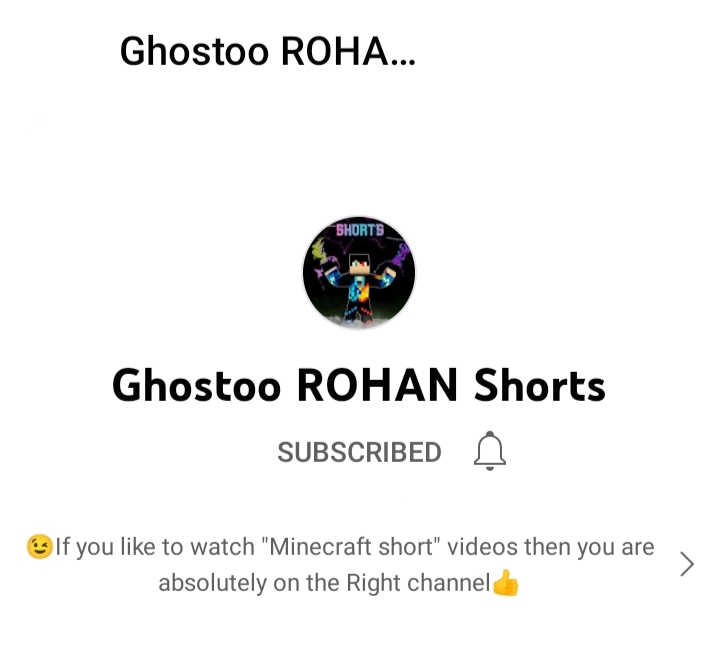 Ghostoo ROHA...
SHORTS
Ghostoo ROHAN Shorts
SUBSCRIBED
😉If you like to watch "Minecraft short" videos then you are
absolutely on the Right channel👍